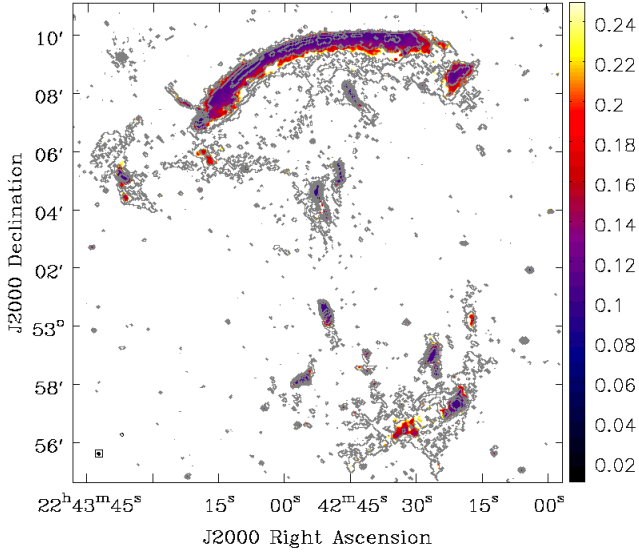 10′
08′
06′
04′
02′
53°
58′
56′
J2000 Declination
22ʰ43ᵐ45ˢ
15ˢ
00ˢ
42ᵐ45ˢ
30ˢ
15ˢ
00ˢ
J2000 Right Ascension
0.24
0.22
0.2
0.18
0.16
0.14
0.12
0.1
0.08
0.06
0.04
0.02